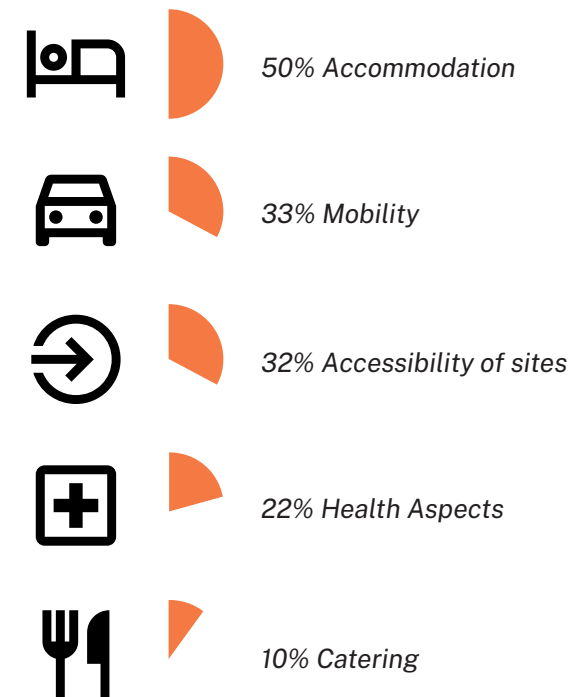 50% Accommodation
33% Mobility
32% Accessibility of sites
22% Health Aspects
10% Catering